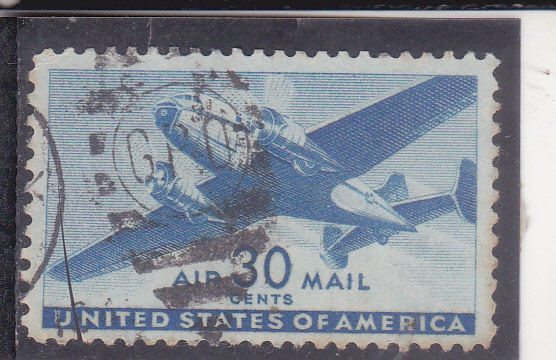 AIR 30 MAIL
CENTS
UNITED STATES OF AMERICA